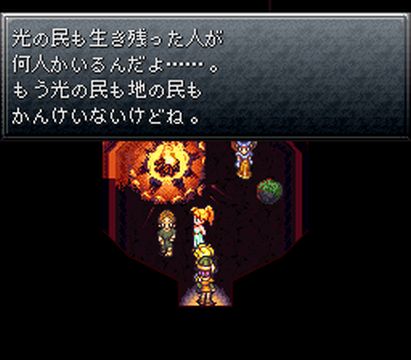 光の民も生き残った人が
何人かいるんだよ……。
もう光の民も地の民も
かんけいないけどね。